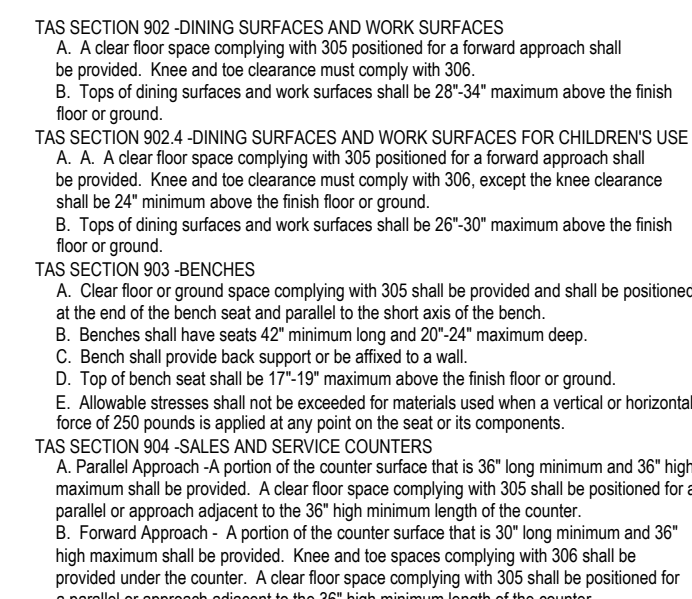 TAS SECTION 902 -DINING SURFACES AND WORK SURFACES
A. A clear floor space complying with 305 positioned for a forward approach shall
be provided. Knee and toe clearance must comply with 306.
B. Tops of dining surfaces and work surfaces shall be 28"-34" maximum above the finish
floor or ground.
TAS SECTION 902.4 -DINING SURFACES AND WORK SURFACES FOR CHILDREN'S USE
A. A. A clear floor space complying with 305 positioned for a forward approach shall
be provided. Knee and toe clearance must comply with 306, except the knee clearance
shall be 24" minimum above the finish floor or ground.
B. Tops of dining surfaces and work surfaces shall be 26"-30" maximum above the finish
floor or ground.
TAS SECTION 903 -BENCHES
A. Clear floor or ground space complying with 305 shall be provided and shall be positioned
at the end of the bench seat and parallel to the short axis of the bench.
B. Benches shall have seats 42" minimum long and 20"-24" maximum deep.
C. Bench shall provide back support or be affixed to a wall.
D. Top of bench seat shall be 17"-19" maximum above the finish floor or ground.
E. Allowable stresses shall not be exceeded for materials used when a vertical or horizontal
force of 250 pounds is applied at any point on the seat or its components.
TAS SECTION 904 -SALES AND SERVICE COUNTERS
A. Parallel Approach -A portion of the counter surface that is 36" long minimum and 36" high
maximum shall be provided. A clear floor space complying with 305 shall be positioned for a
parallel or approach adjacent to the 36" high minimum length of the counter.
B. Forward Approach - A portion of the counter surface that is 30" long minimum and 36"
high maximum shall be provided. Knee and toe spaces complying with 306 shall be
provided under the counter. A clear floor space complying with 305 shall be positioned for
a parallel or approach adjacent to the 36" high minimum length of the counter.